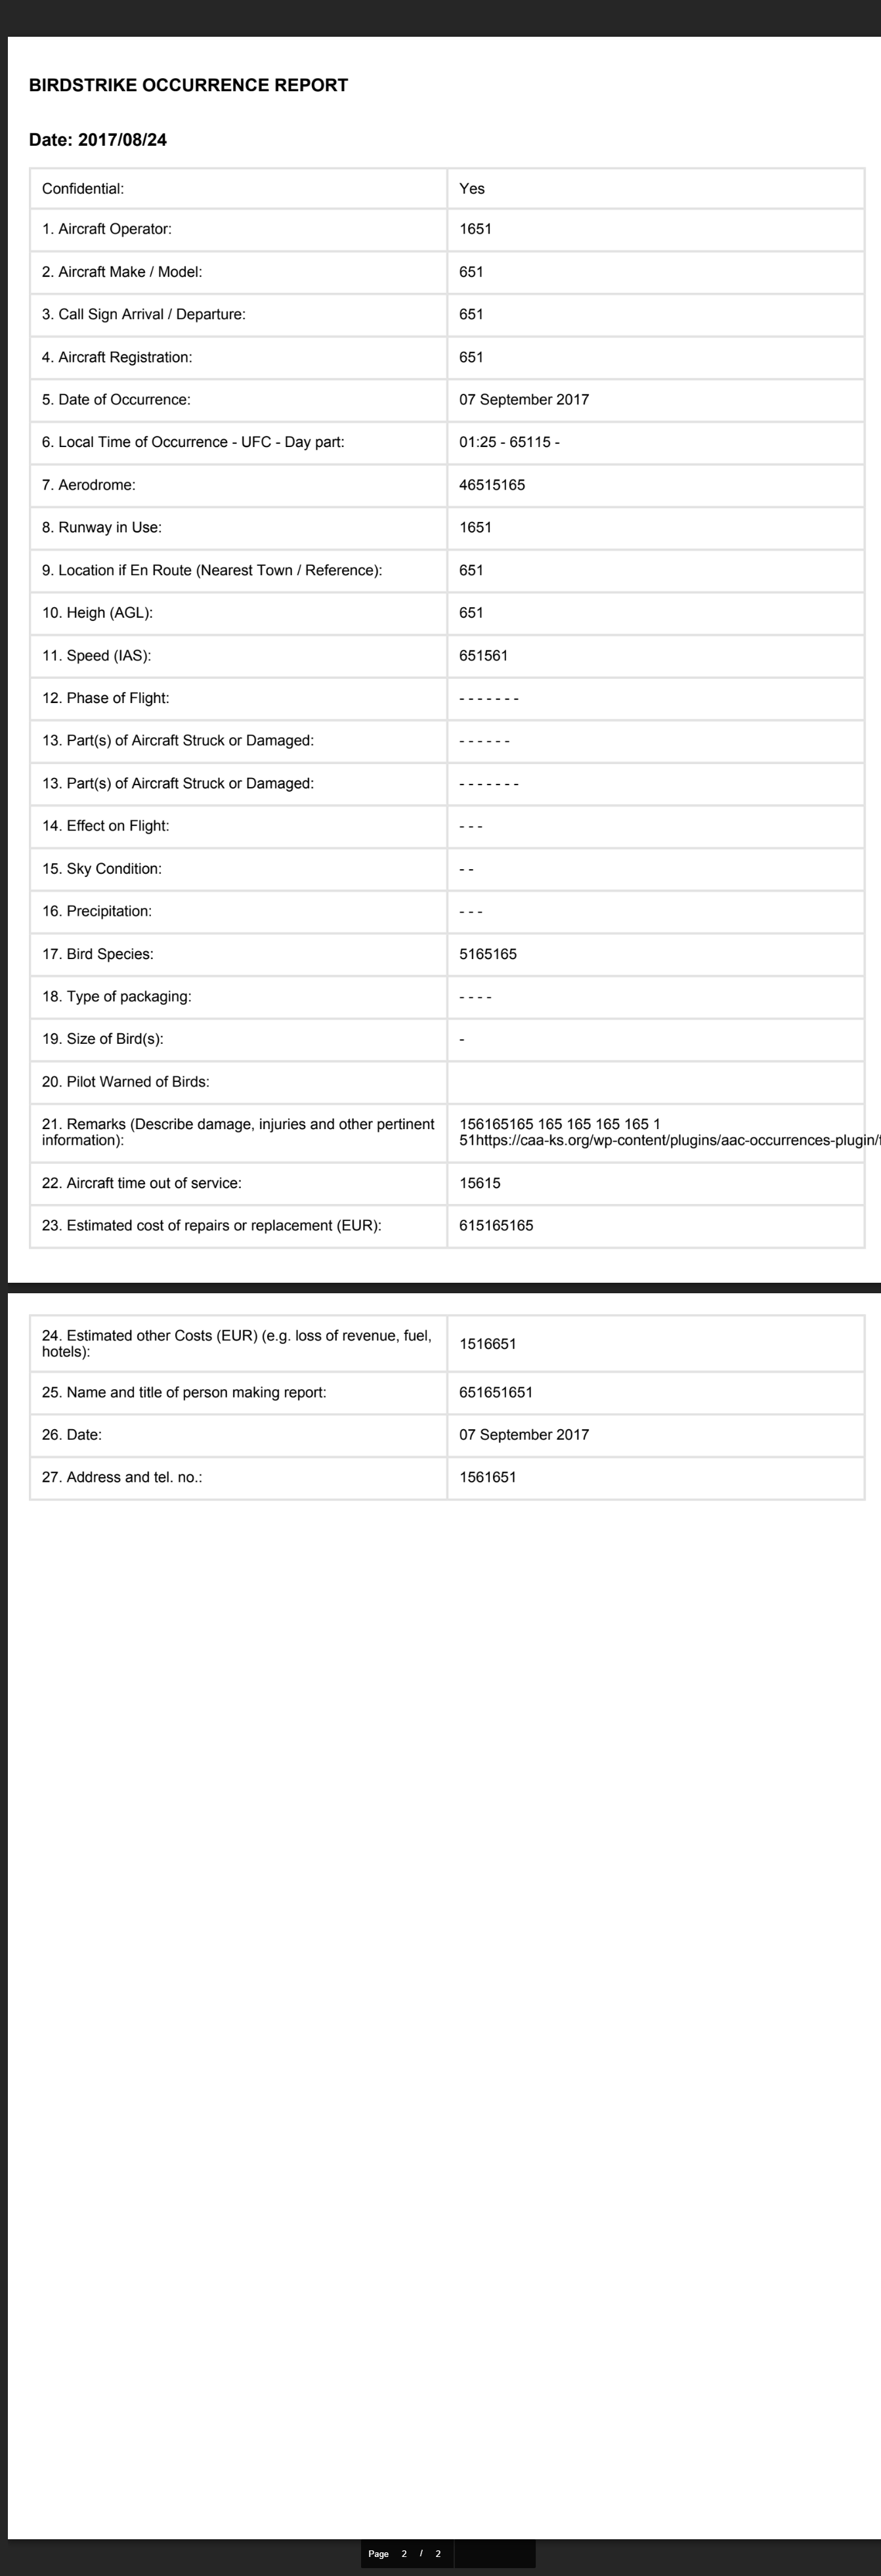 BIRDSTRIKE OCCURRENCE REPORT
Date: 2017/08/24
Confidential: Yes
1. Aircraft Operator: 1651
2. Aircraft Make / Model: 651
3. Call Sign Arrival / Departure: 651
4. Aircraft Registration: 651
5. Date of Occurrence: 07 September 2017
6. Local Time of Occurrence - UFC - Day part: 01:25 - 65115 -
7. Aerodrome: 46515165
8. Runway in Use: 1651
9. Location if En Route (Nearest Town / Reference): 651
10. Heigh (AGL): 651
11. Speed (IAS): 651561
12. Phase of Flight: - - - - - - -
13. Part(s) of Aircraft Struck or Damaged: - - - - - -
13. Part(s) of Aircraft Struck or Damaged: - - - - - - -
14. Effect on Flight: - - -
15. Sky Condition: - -
16. Precipitation: - - -
17. Bird Species: 5165165
18. Type of packaging: - - - -
19. Size of Bird(s): -
20. Pilot Warned of Birds:
21. Remarks (Describe damage, injuries and other pertinent
information):
156165165 165 165 165 165 1
51https://caa-ks.org/wp-content/plugins/aac-occurrences-plugin/
22. Aircraft time out of service: 15615
23. Estimated cost of repairs or replacement (EUR): 615165165
24. Estimated other Costs (EUR) (e.g. loss of revenue, fuel,
hotels):
1516651
25. Name and title of person making report: 651651651
26. Date: 07 September 2017
27. Address and tel. no.: 1561651
Page 2 / 2